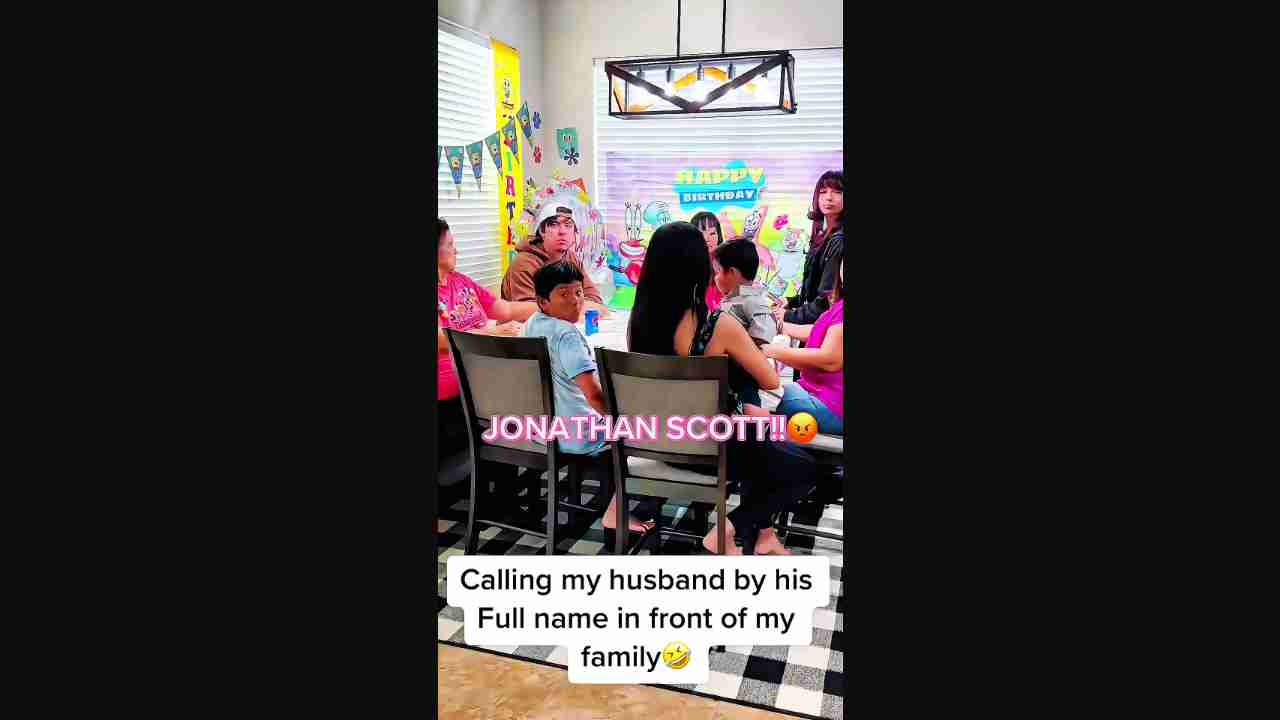 HAPPY
BIRTHDAY
JONATHAN SCOTT!!😡
Calling my husband by his
Full name in front of my
family🤣